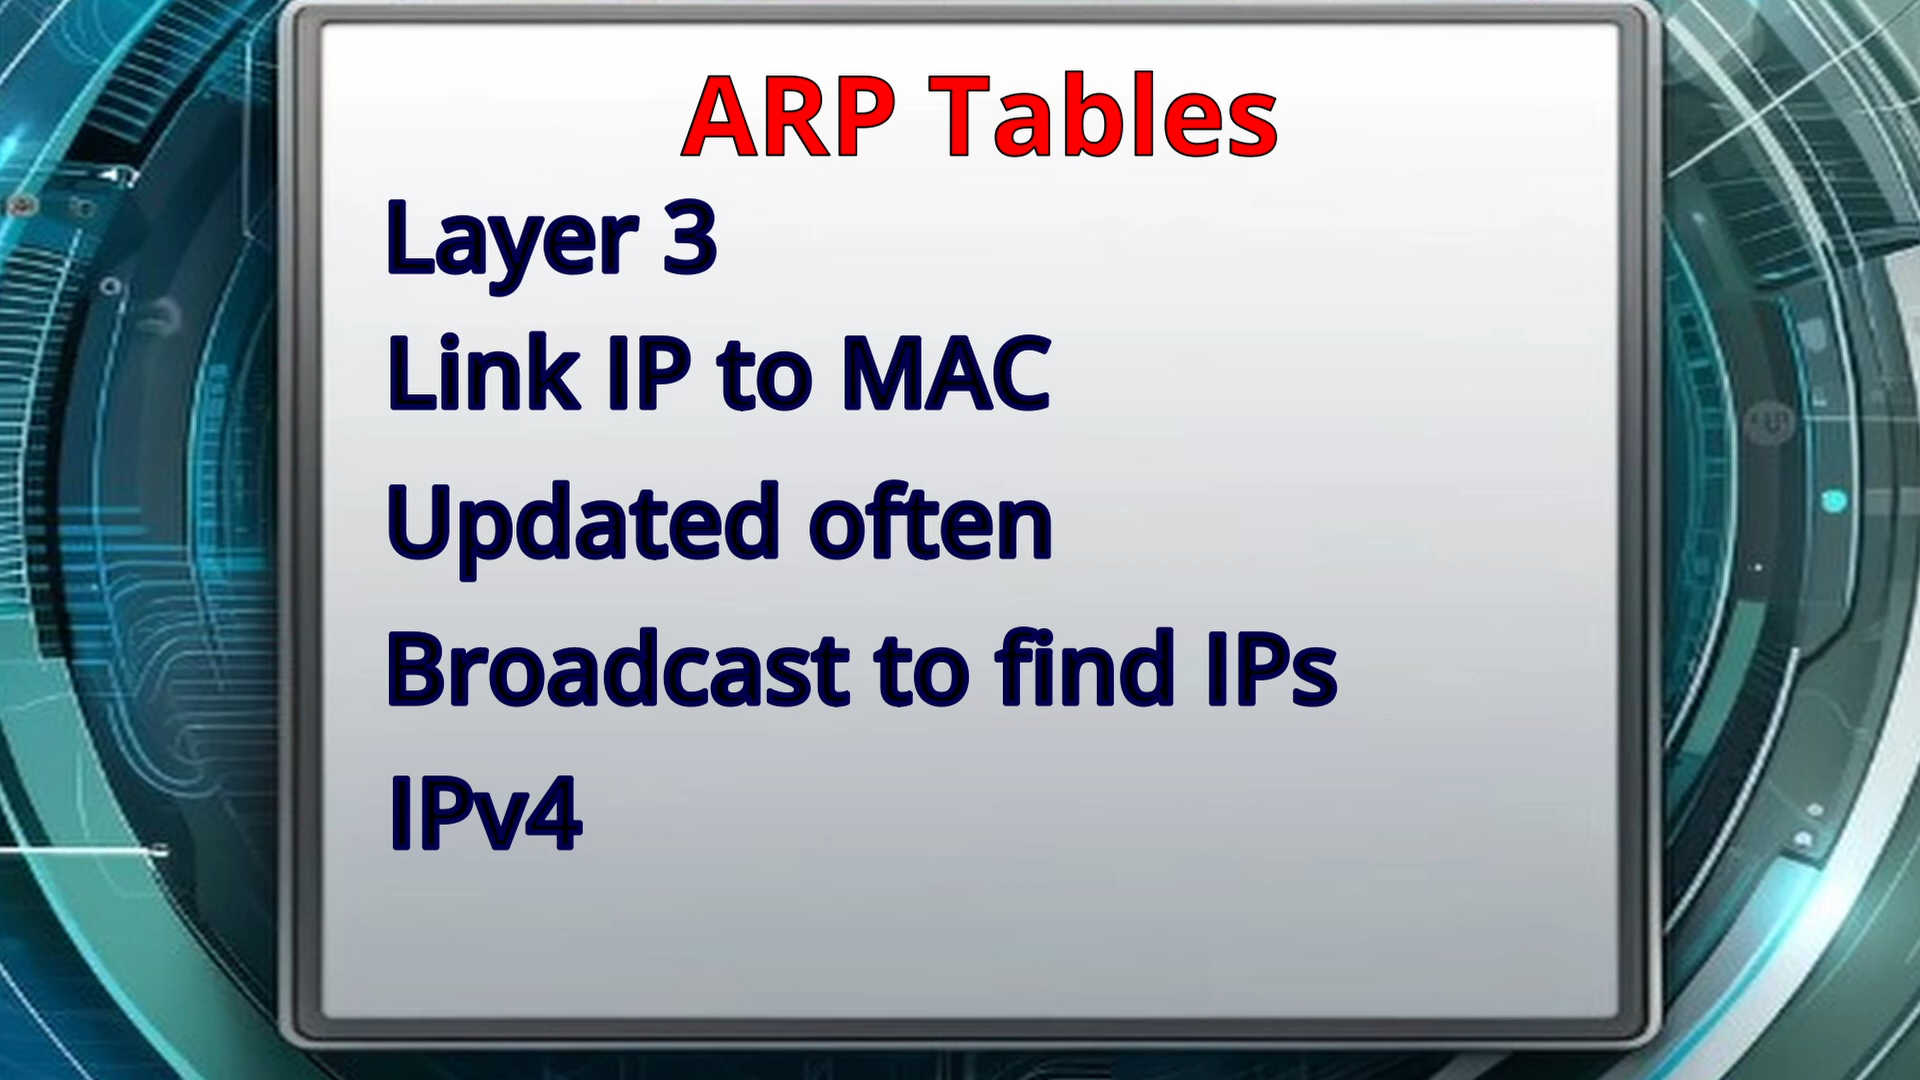 ARP Tables
Layer 3
Link IP to MAC
Updated often
Broadcast to find IPs
IPv4